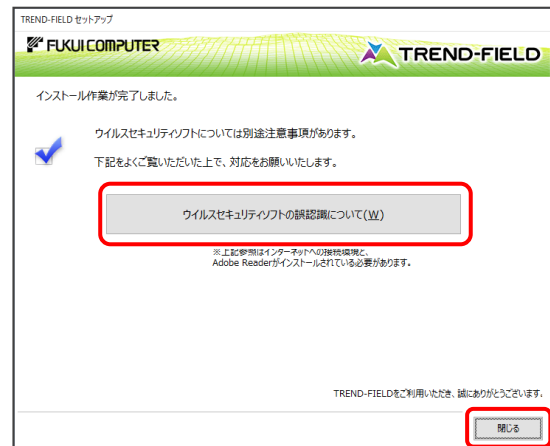 TREND-FIELD セットアップ
FUKUI COMPUTER
TREND-FIELD
インストール作業が完了しました。
ウイルスセキュリティソフトについては別途注意事項があります。
下記をよくご覧いただいた上で、対応をお願いいたします。
ウイルスセキュリティソフトの誤認識について(W)
※上記参照はインターネットへの接続環境と、
Adobe Readerがインストールされている必要があります。
TREND-FIELDをご利用いただき、誠にありがとうございます。
閉じる